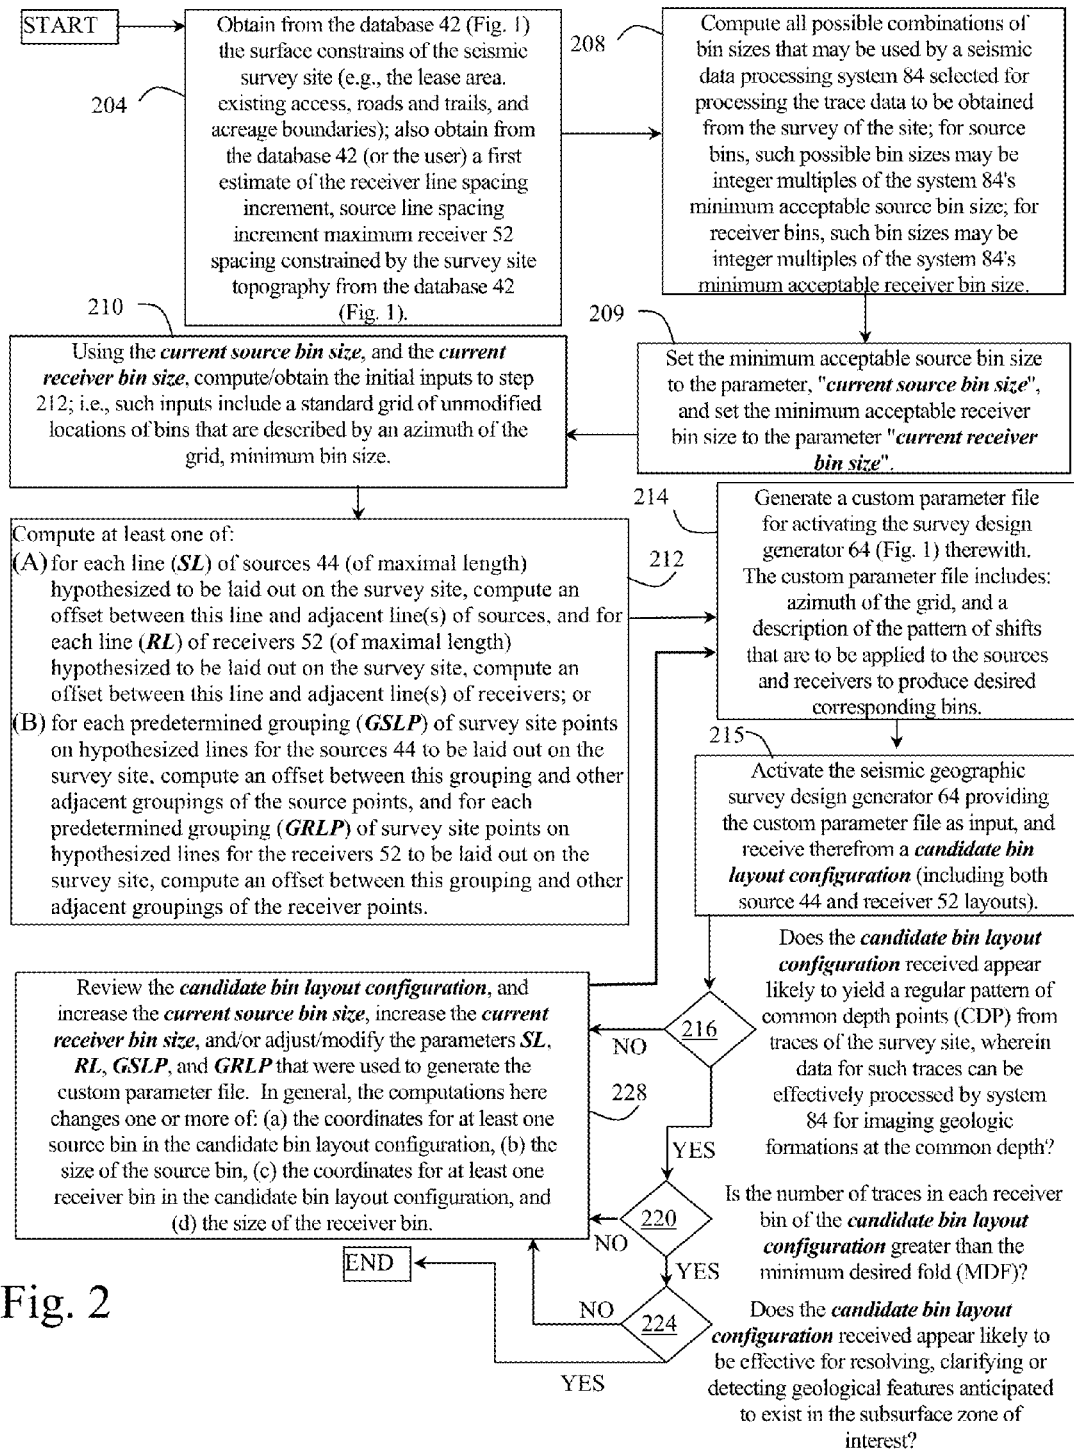 START
Obtain from the database 42 (Fig. 1)
the surface constrains of the seismic
survey site (e.g., the lease area.
existing access, roads and trails, and
acreage boundaries); also obtain from
the database 42 (or the user) a first
estimate of the receiver line spacing
increment, source line spacing
increment maximum receiver 52
spacing constrained by the survey site
topography from the database 42
(Fig. 1).
204
208
Compute all possible combinations of
bin sizes that may be used by a seismic
data processing system 84 selected for
processing the trace data to be obtained
from the survey of the site; for source
bins, such possible bin sizes may be
integer multiples of the system 84's
minimum acceptable source bin size; for
receiver bins, such bin sizes may be
integer multiples of the system 84's
minimum acceptable receiver bin size.
209
Set the minimum acceptable source bin size
to the parameter, "current source bin size",
and set the minimum acceptable receiver
bin size to the parameter "current receiver
bin size".
210
Using the current source bin size, and the current
receiver bin size, compute/obtain the initial inputs to step
212; i.e., such inputs include a standard grid of unmodified
locations of bins that are described by an azimuth of the
grid, minimum bin size.
212
Compute at least one of:
(A) for each line (SL) of sources 44 (of maximal length)
hypothesized to be laid out on the survey site, compute an
offset between this line and adjacent line(s) of sources, and for
each line (RL) of receivers 52 (of maximal length)
hypothesized to be laid out on the survey site, compute an
offset between this line and adjacent line(s) of receivers; or
(B) for each predetermined grouping (GSLP) of survey site points
on hypothesized lines for the sources 44 to be laid out on the
survey site, compute an offset between this grouping and other
adjacent groupings of the source points, and for each
predetermined grouping (GRLP) of survey site points on
hypothesized lines for the receivers 52 to be laid out on the
survey site, compute an offset between this grouping and other
adjacent groupings of the receiver points.
214
Generate a custom parameter file
for activating the survey design
generator 64 (Fig. 1) therewith.
The custom parameter file includes:
azimuth of the grid, and a
description of the pattern of shifts
that are to be applied to the sources
and receivers to produce desired
corresponding bins.
215
Activate the seismic geographic
survey design generator 64 providing
the custom parameter file as input, and
receive therefrom a candidate bin
layout configuration (including both
source 44 and receiver 52 layouts).
216
Does the candidate bin layout
configuration received appear
likely to yield a regular pattern of
common depth points (CDP) from
traces of the survey site, wherein
data for such traces can be
effectively processed by system
84 for imaging geologic
formations at the common depth?
NO
YES
Review the candidate bin layout configuration, and
increase the current source bin size, increase the current
receiver bin size, and/or adjust/modify the parameters SL,
RL, GSLP, and GRLP that were used to generate the
custom parameter file. In general, the computations here
changes one or more of: (a) the coordinates for at least one
source bin in the candidate bin layout configuration, (b) the
size of the source bin, (c) the coordinates for at least one
receiver bin in the candidate bin layout configuration, and
(d) the size of the receiver bin.
228
220
Is the number of traces in each receiver
bin of the candidate bin layout
configuration greater than the
minimum desired fold (MDF)?
NO
YES
END
224
Does the candidate bin layout
configuration received appear likely to
be effective for resolving, clarifying or
detecting geological features anticipated
to exist in the subsurface zone of
interest?
NO
YES
Fig. 2